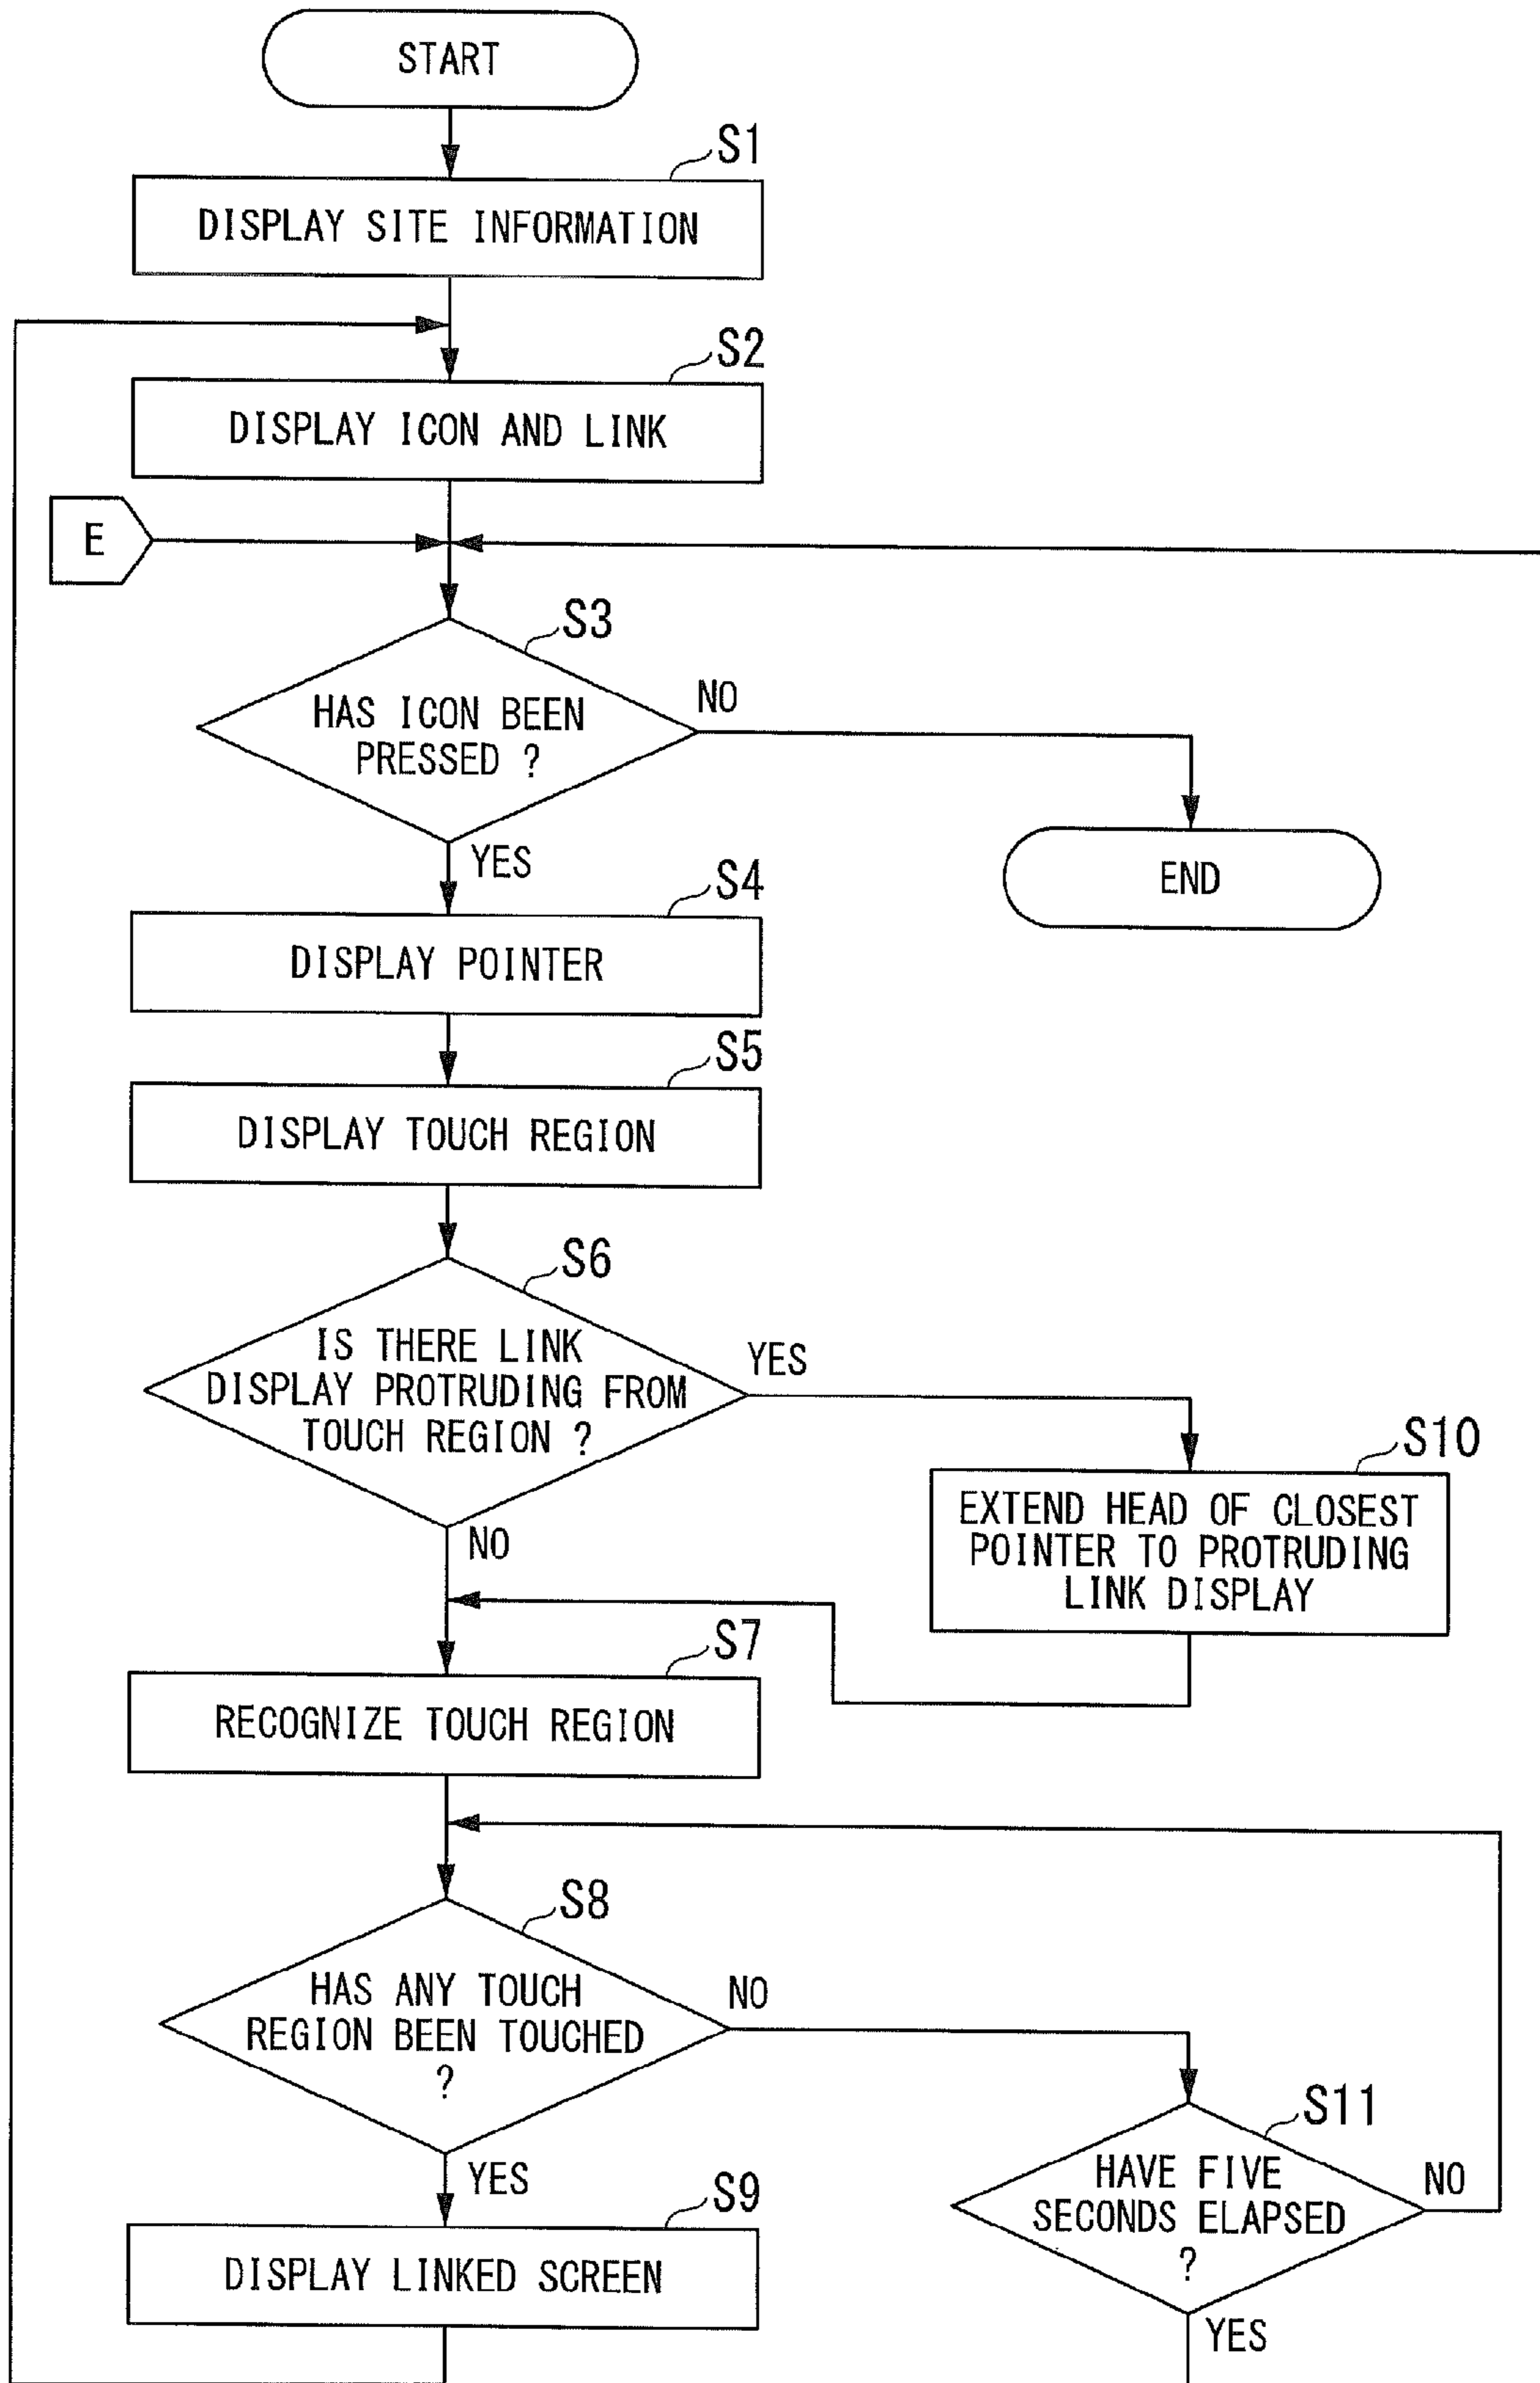 START
S1
DISPLAY SITE INFORMATION
S2
DISPLAY ICON AND LINK
E
S3
HAS ICON BEEN
PRESSED ?
NO
YES
END
S4
DISPLAY POINTER
S5
DISPLAY TOUCH REGION
S6
IS THERE LINK
DISPLAY PROTRUDING FROM
TOUCH REGION ?
YES
NO
S10
EXTEND HEAD OF CLOSEST
POINTER TO PROTRUDING
LINK DISPLAY
S7
RECOGNIZE TOUCH REGION
S8
HAS ANY TOUCH
REGION BEEN TOUCHED
?
NO
YES
S11
HAVE FIVE
SECONDS ELAPSED
?
NO
YES
S9
DISPLAY LINKED SCREEN